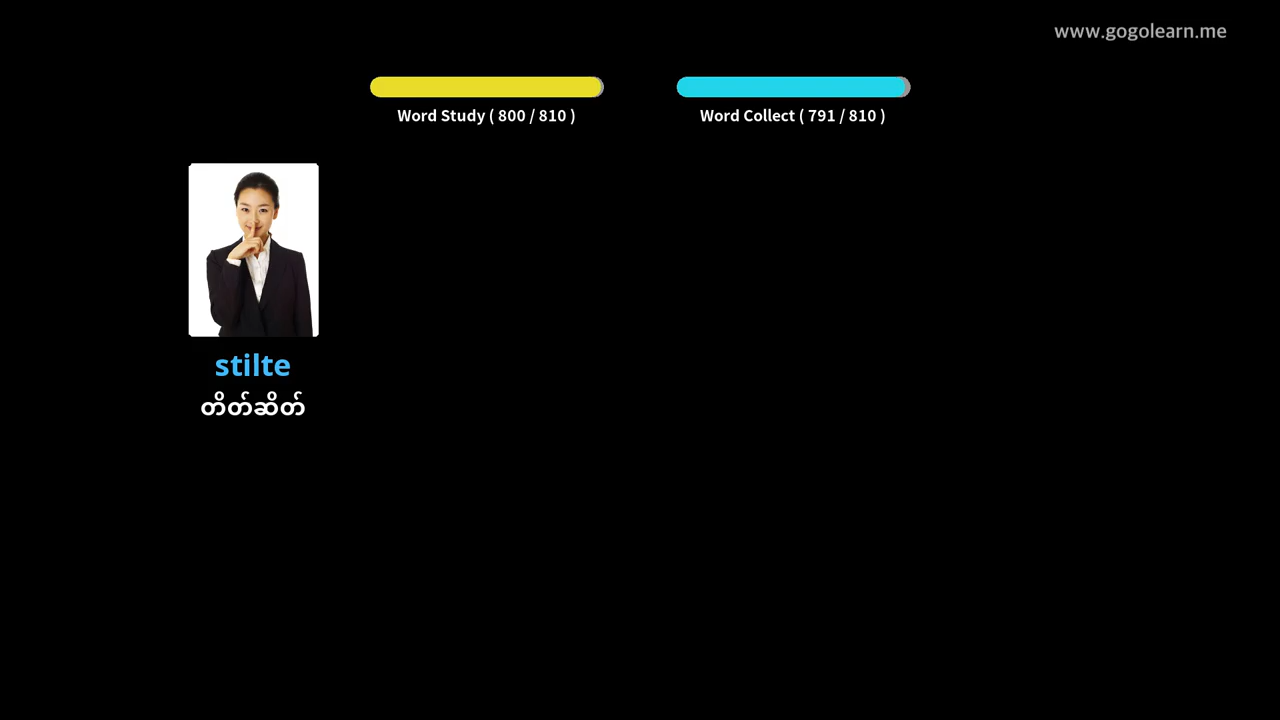 www.gogolearn.me
Word Study ( 800 / 810 )
Word Collect ( 791 / 810 )
stilte
တိတ်ဆိတ်